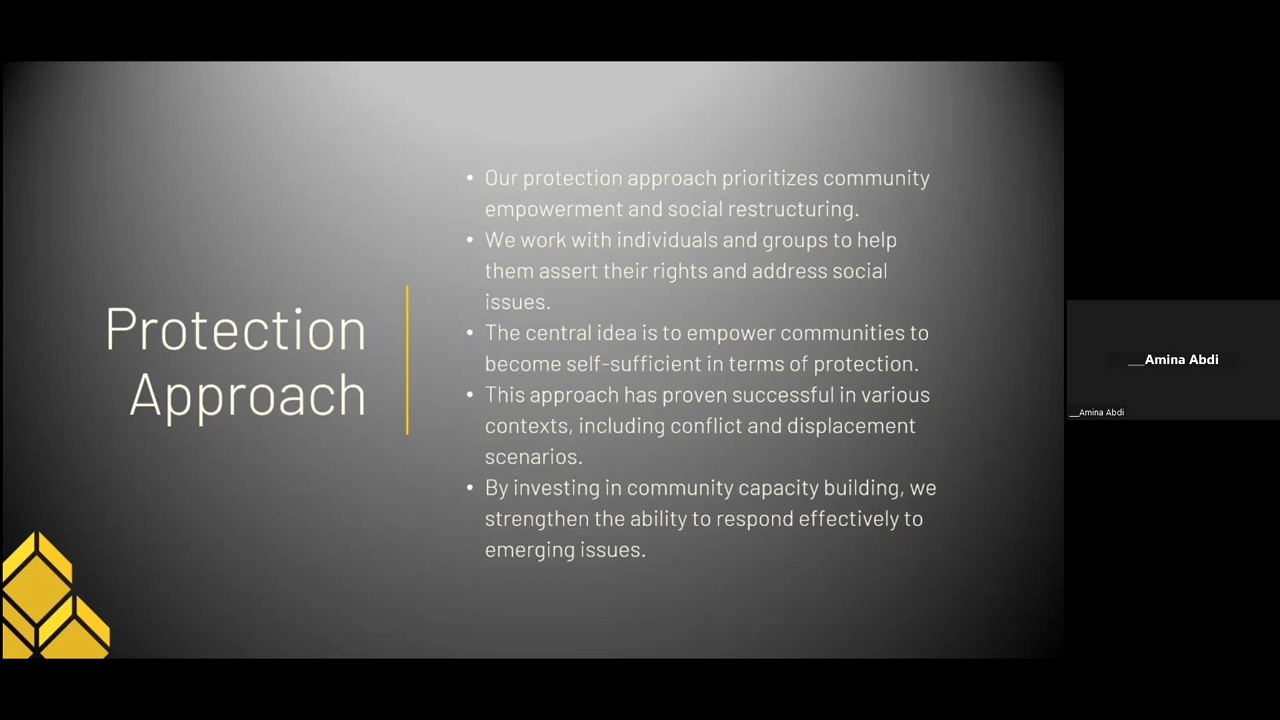 Protection
Approach
• Our protection approach prioritizes community
empowerment and social restructuring.
• We work with individuals and groups to help
them assert their rights and address social
issues.
• The central idea is to empower communities to
become self-sufficient in terms of protection.
• This approach has proven successful in various
contexts, including conflict and displacement
scenarios.
• By investing in community capacity building, we
strengthen the ability to respond effectively to
emerging issues.
__Amina Abdi
__Amina Abdi